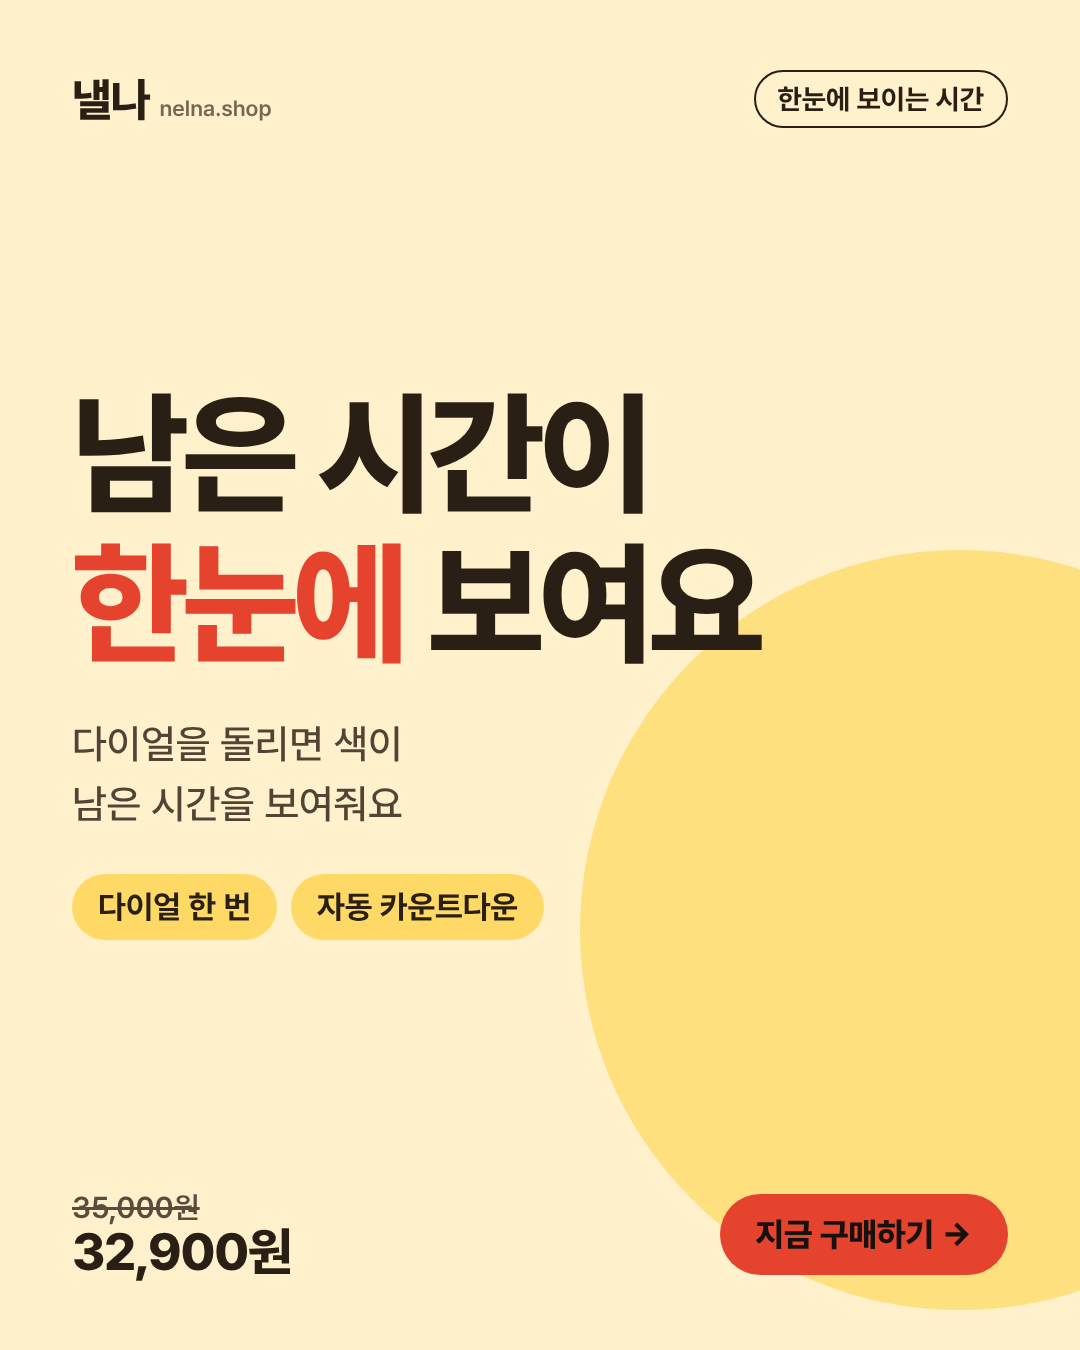 낼나 nelna.shop
한눈에 보이는 시간
남은 시간이
한눈에 보여요
다이얼을 돌리면 색이
남은 시간을 보여줘요
다이얼 한 번
자동 카운트다운
35,000원
32,900원
지금 구매하기 →